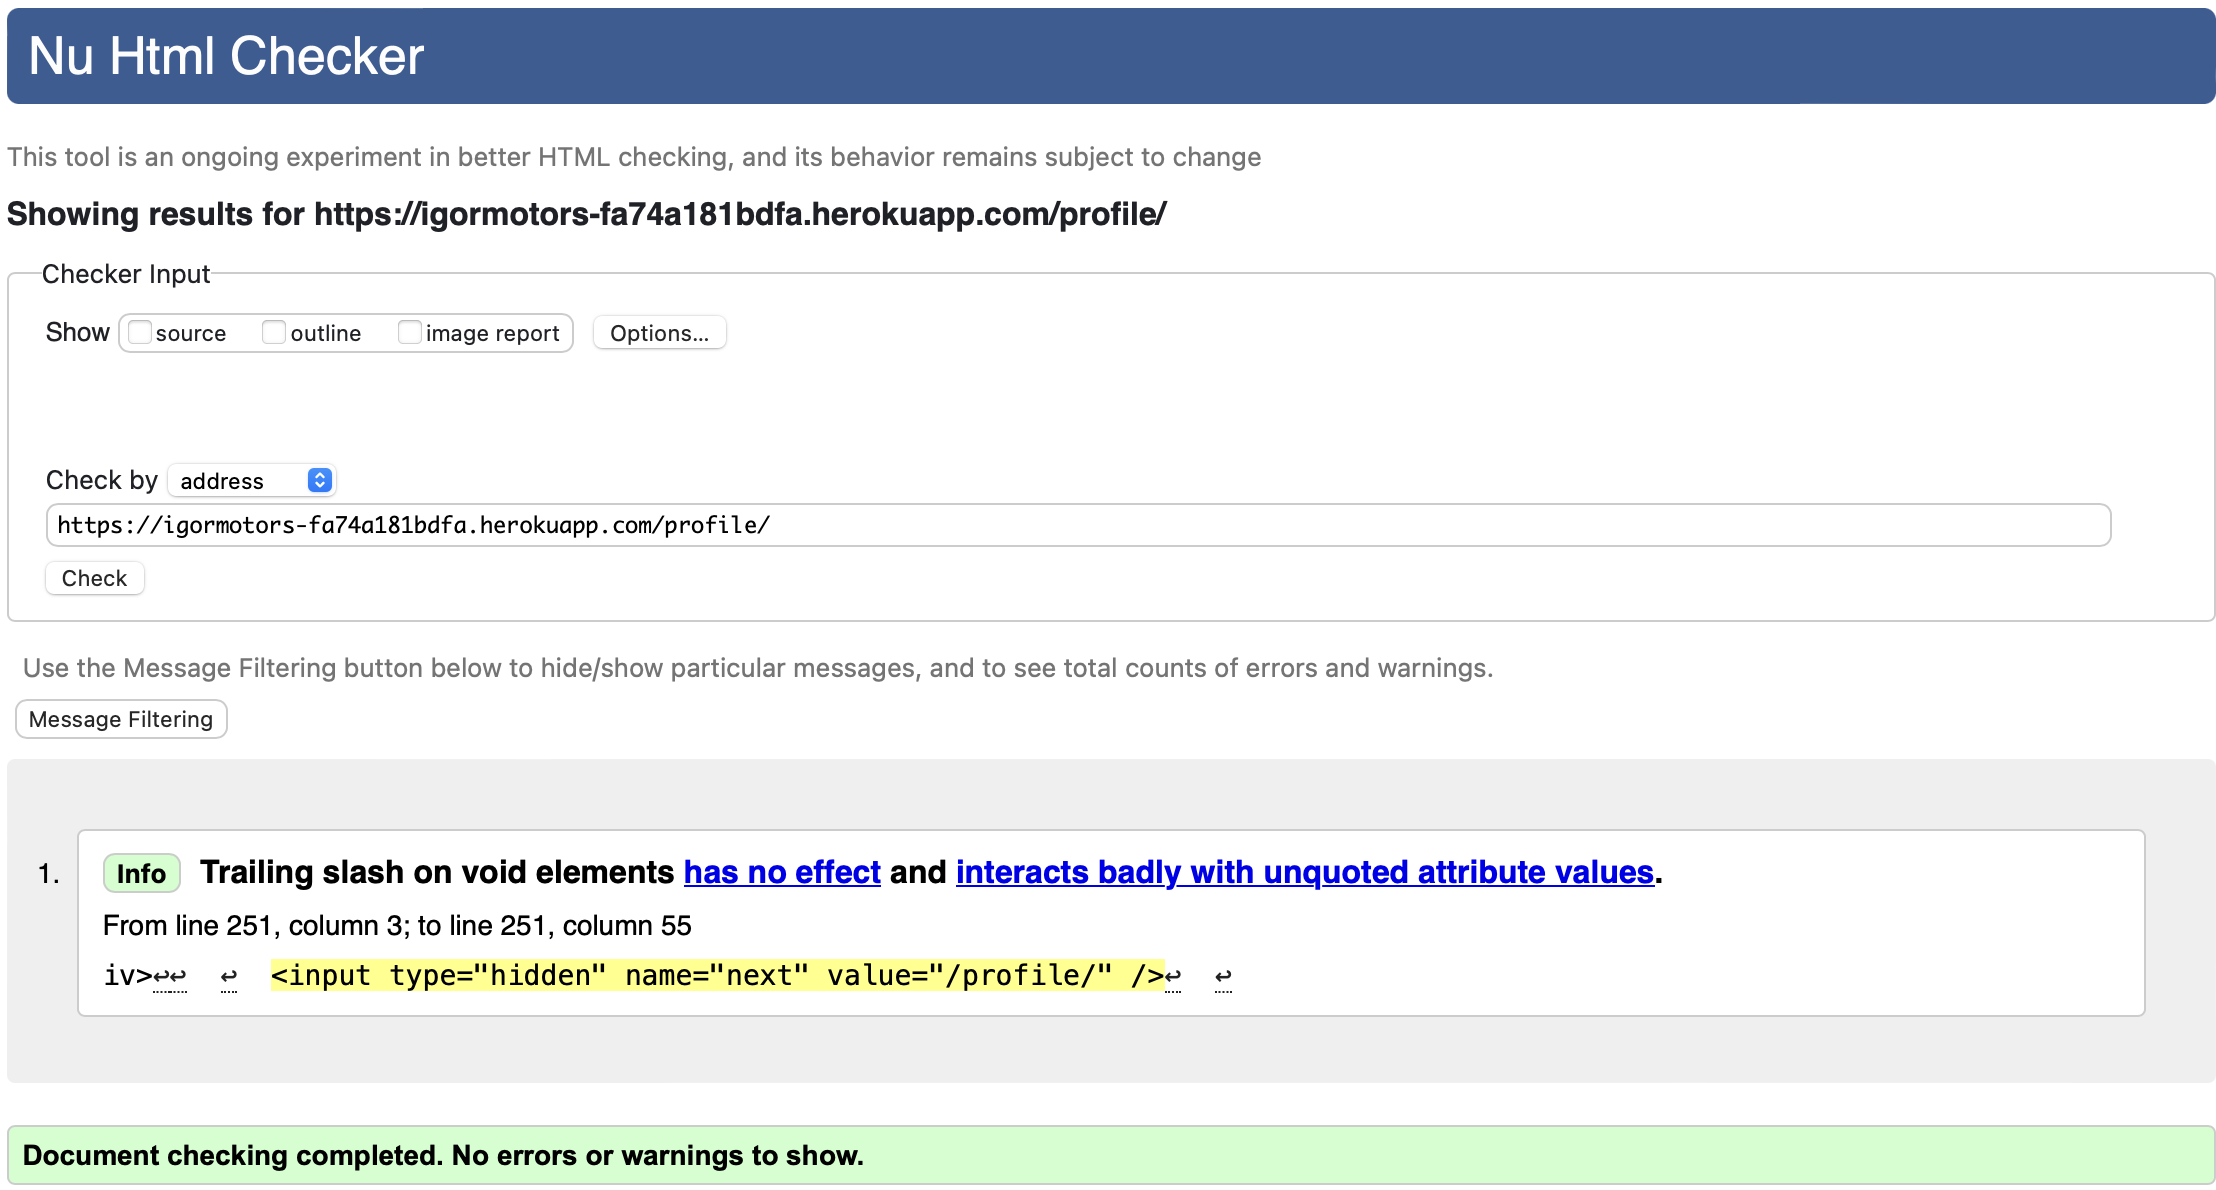 Nu Html Checker
This tool is an ongoing experiment in better HTML checking, and its behavior remains subject to change
Showing results for https://igormotors-fa74a181bdfa.herokuapp.com/profile/
Checker Input
Show source outline image report Options...
Check by address
https://igormotors-fa74a181bdfa.herokuapp.com/profile/
Check
Use the Message Filtering button below to hide/show particular messages, and to see total counts of errors and warnings.
Message Filtering
1. Info Trailing slash on void elements has no effect and interacts badly with unquoted attribute values.
From line 251, column 3; to line 251, column 55
iv>↩↩ ↩ <input type="hidden" name="next" value="/profile/" />↩ ↩
Document checking completed. No errors or warnings to show.